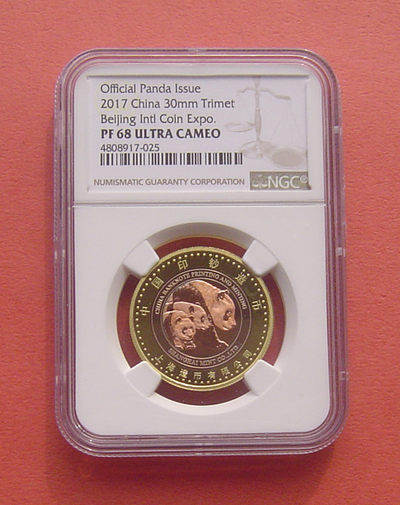 Official Panda Issue
2017 China 30mm Trimet
Beijing Intl Coin Expo.
PF 68 ULTRA CAMEO
4808917-025
NUMISMATIC GUARANTY CORPORATION
NGC
中国印钞造币
CHINA BANKNOTE PRINTING AND MINTING
SHANGHAI MINT CO.,LTD
上海造币有限公司